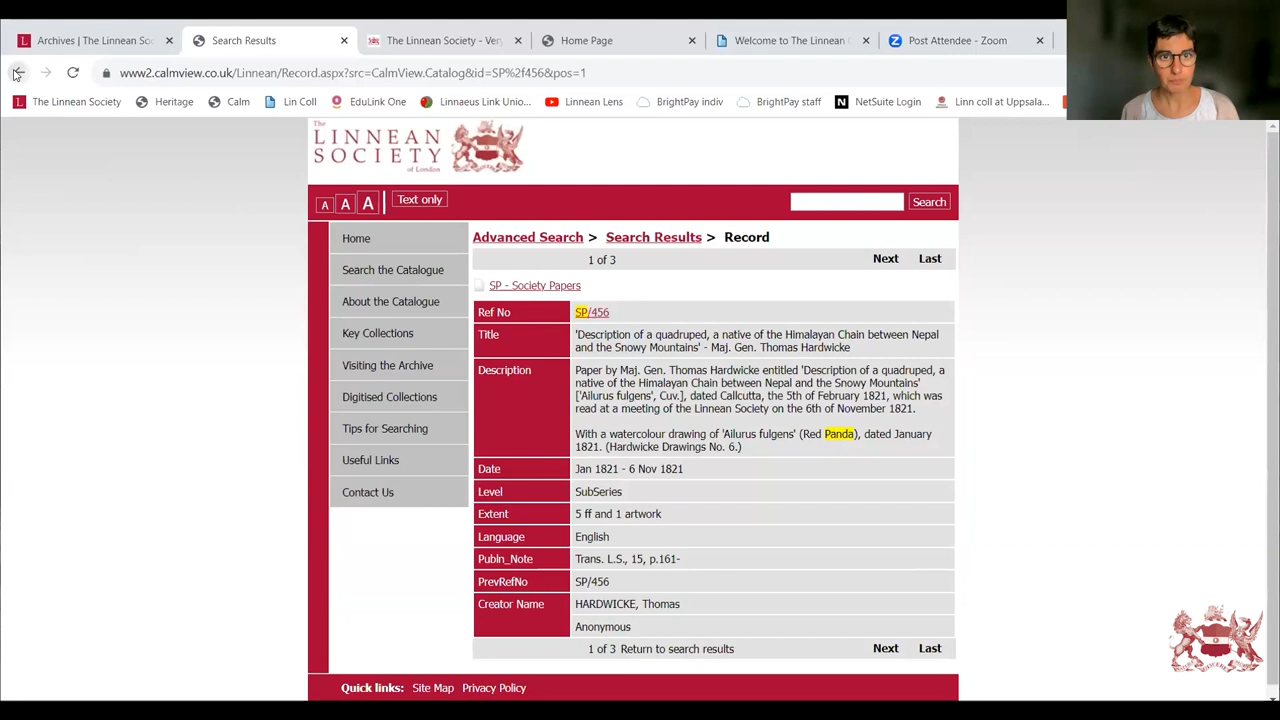 Archives | The Linnean Soc
Search Results
The Linnean Society - Ver
Home Page
Welcome to The Linnean
Post Attendee - Zoom
www2.calmview.co.uk/Linnean/Record.aspx?src=CalmView.Catalog&id=SP%2f456&pos=1
The Linnean Society
Heritage
Calm
Lin Coll
EduLink One
Linnaeus Link Unio...
Linnean Lens
BrightPay indiv
BrightPay staff
NetSuite Login
Linn coll at Uppsala...
The
LINNEAN
SOCIETY
of London
A A A Text only
Search
Home
Search the Catalogue
About the Catalogue
Key Collections
Visiting the Archive
Digitised Collections
Tips for Searching
Useful Links
Contact Us
Advanced Search > Search Results > Record
1 of 3 Next Last
SP - Society Papers
Ref No SP/456
Title 'Description of a quadruped, a native of the Himalayan Chain between Nepal
and the Snowy Mountains' - Maj. Gen. Thomas Hardwicke
Description Paper by Maj. Gen. Thomas Hardwicke entitled 'Description of a quadruped, a
native of the Himalayan Chain between Nepal and the Snowy Mountains'
['Ailurus fulgens', Cuv.], dated Callcutta, the 5th of February 1821, which was
read at a meeting of the Linnean Society on the 6th of November 1821.
With a watercolour drawing of 'Ailurus fulgens' (Red Panda), dated January
1821. (Hardwicke Drawings No. 6.)
Date Jan 1821 - 6 Nov 1821
Level SubSeries
Extent 5 ff and 1 artwork
Language English
Publn_Note Trans. L.S., 15, p.161-
PrevRefNo SP/456
Creator Name HARDWICKE, Thomas
Anonymous
1 of 3 Return to search results Next Last
Quick links: Site Map Privacy Policy